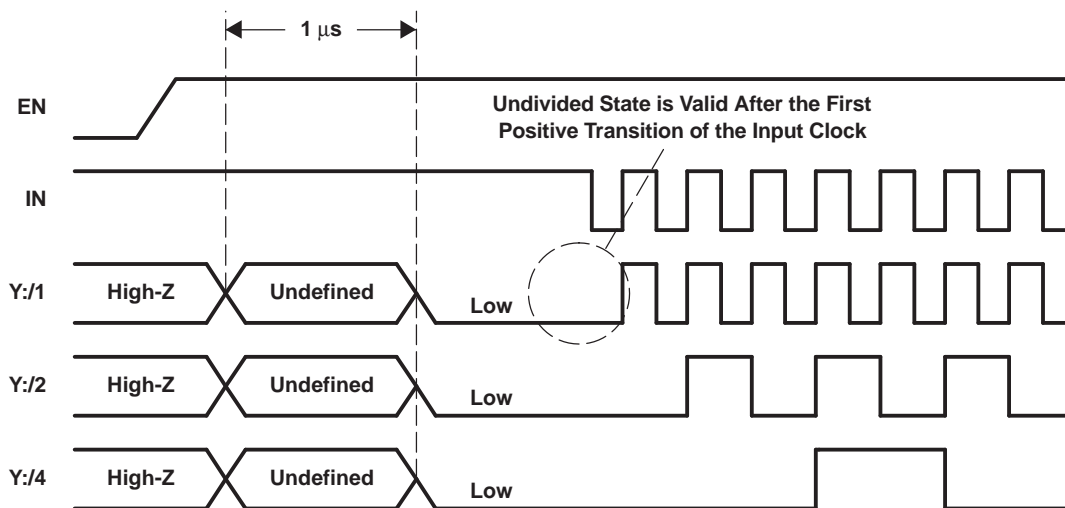 1 μs
EN
Undivided State is Valid After the First
Positive Transition of the Input Clock
IN
Y:/1
High-Z
Undefined
Low
Y:/2
High-Z
Undefined
Low
Y:/4
High-Z
Undefined
Low